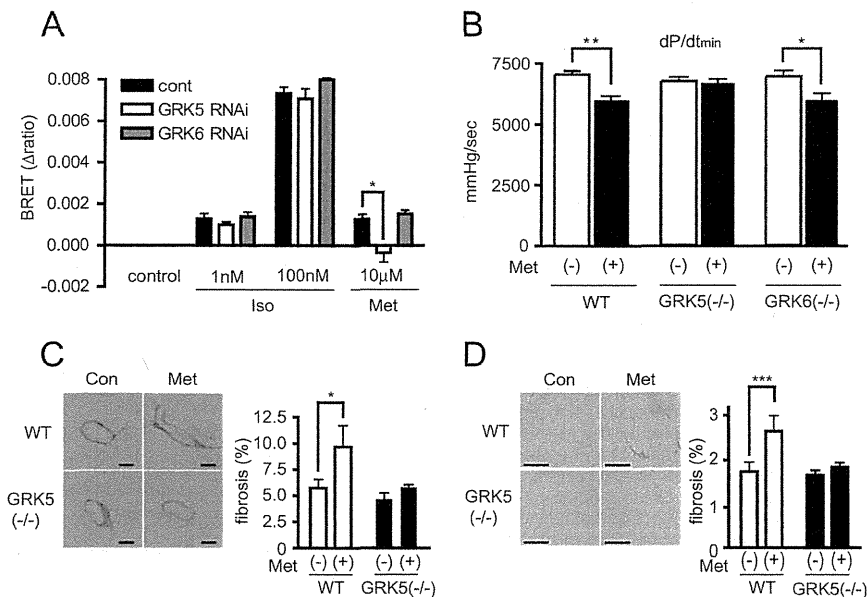 A
BRET (Δratio)
0.008
0.006
0.004
0.002
0.000
-0.002
cont
GRK5 RNAi
GRK6 RNAi
*
control 1nM 100nM 10μM
Iso Met
B
dP/dtmin
mmHg/sec
7500
5000
2500
0
** *
Met (-) (+) (-) (+) (-) (+)
WT GRK5(-/-) GRK6(-/-)
C
Con Met
WT
GRK5
(-/-)
fibrosis (%)
12.5
10.0
7.5
5.0
2.5
0
*
Met (-) (+) (-) (+)
WT GRK5(-/-)
D
Con Met
WT
GRK5
(-/-)
fibrosis (%)
3
2
1
0
***
Met (-) (+) (-) (+)
WT GRK5(-/-)